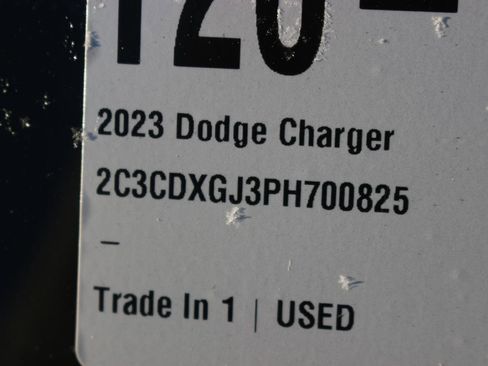 2023 Dodge Charger
2C3CDXGJ3PH700825
–
Trade In 1 | USED